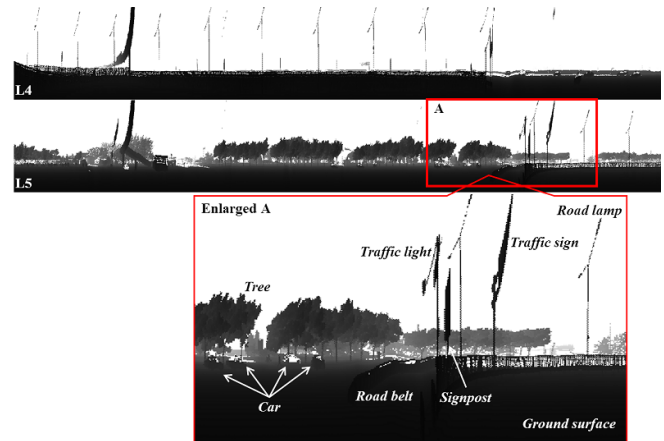 L4
A
L5
Enlarged A
Road lamp
Traffic light
Traffic sign
Tree
Car
Road belt
Signpost
Ground surface